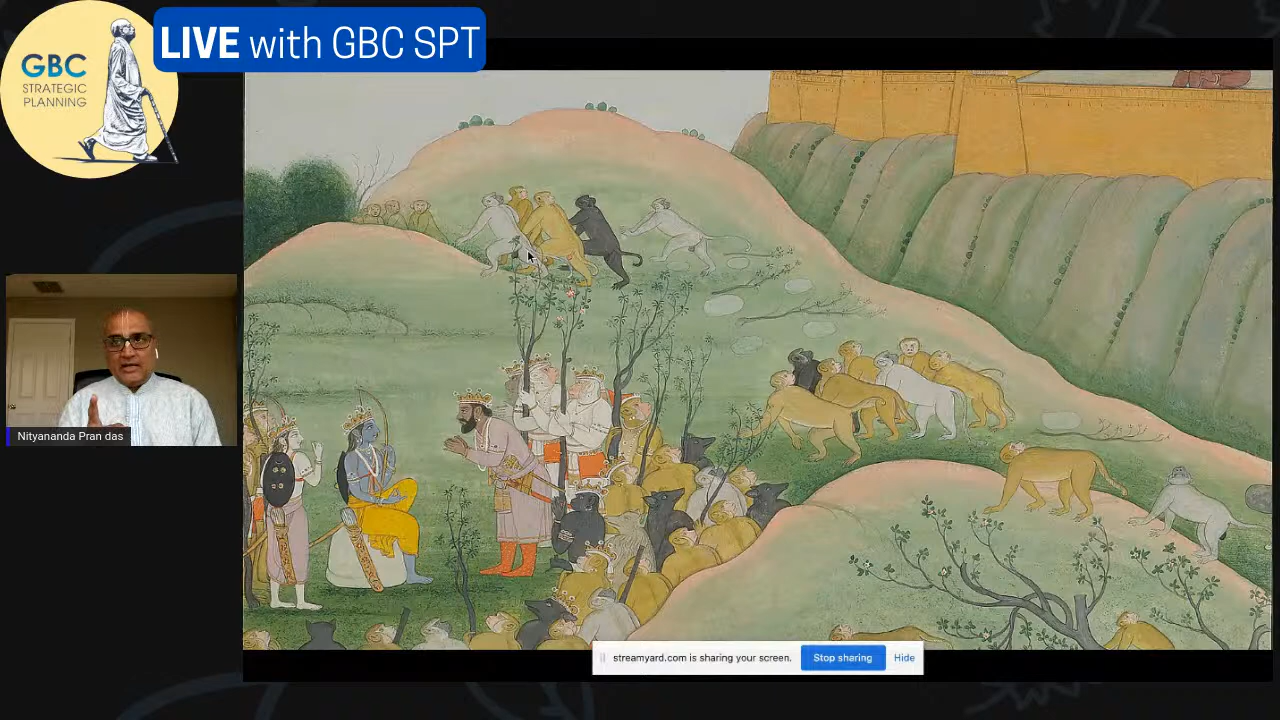 LIVE with GBC SPT
GBC
STRATEGIC
PLANNING
Nityananda Pran das
streamyard.com is sharing your screen.
Stop sharing
Hide